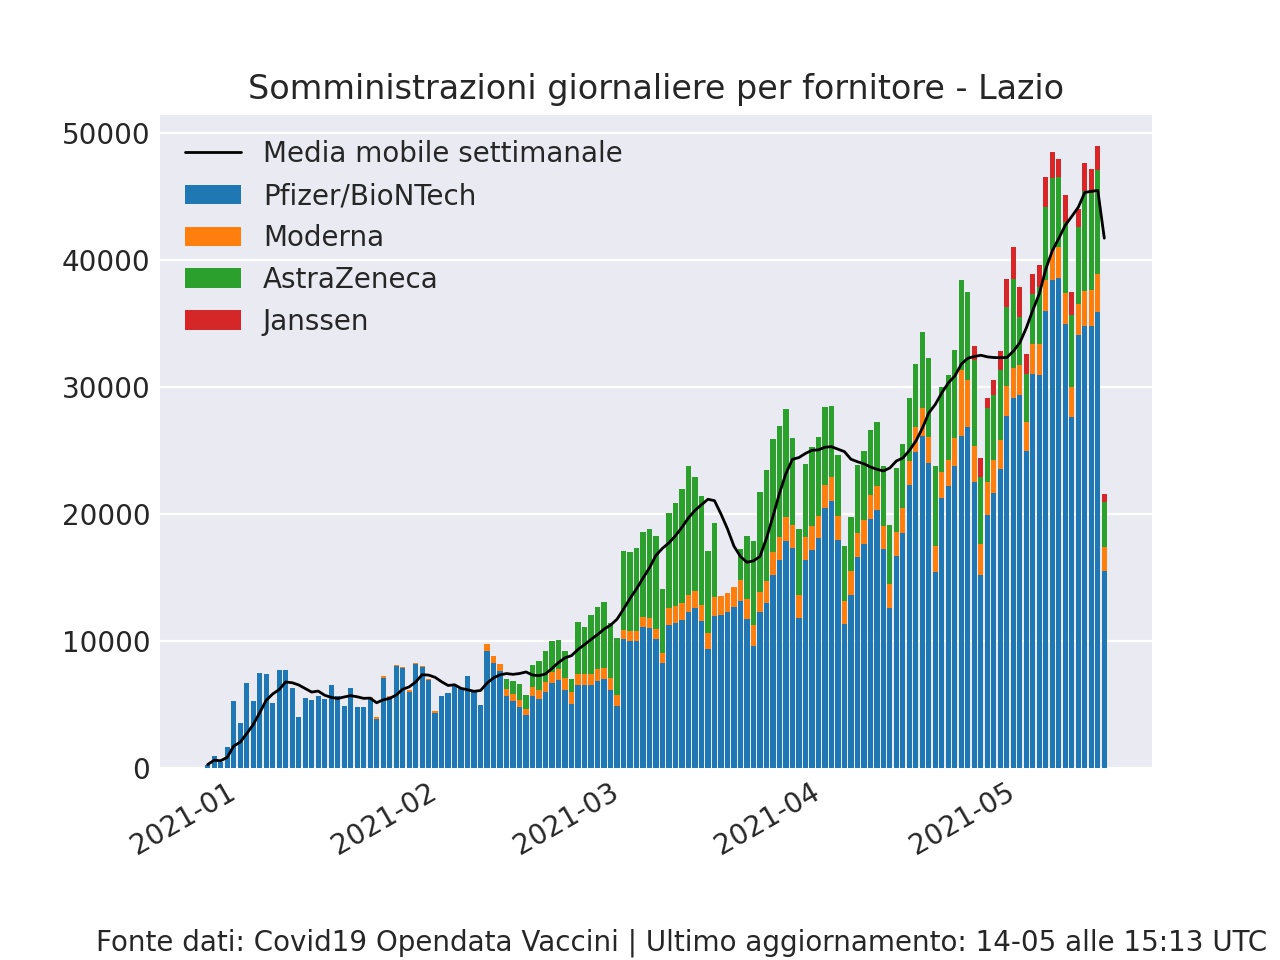 Somministrazioni giornaliere per fornitore - Lazio
50000
40000
30000
20000
10000
0
Media mobile settimanale
Pfizer/BioNTech
Moderna
AstraZeneca
Janssen
2021-01
2021-02
2021-03
2021-04
2021-05
Fonte dati: Covid19 Opendata Vaccini | Ultimo aggiornamento: 14-05 alle 15:13 UTC